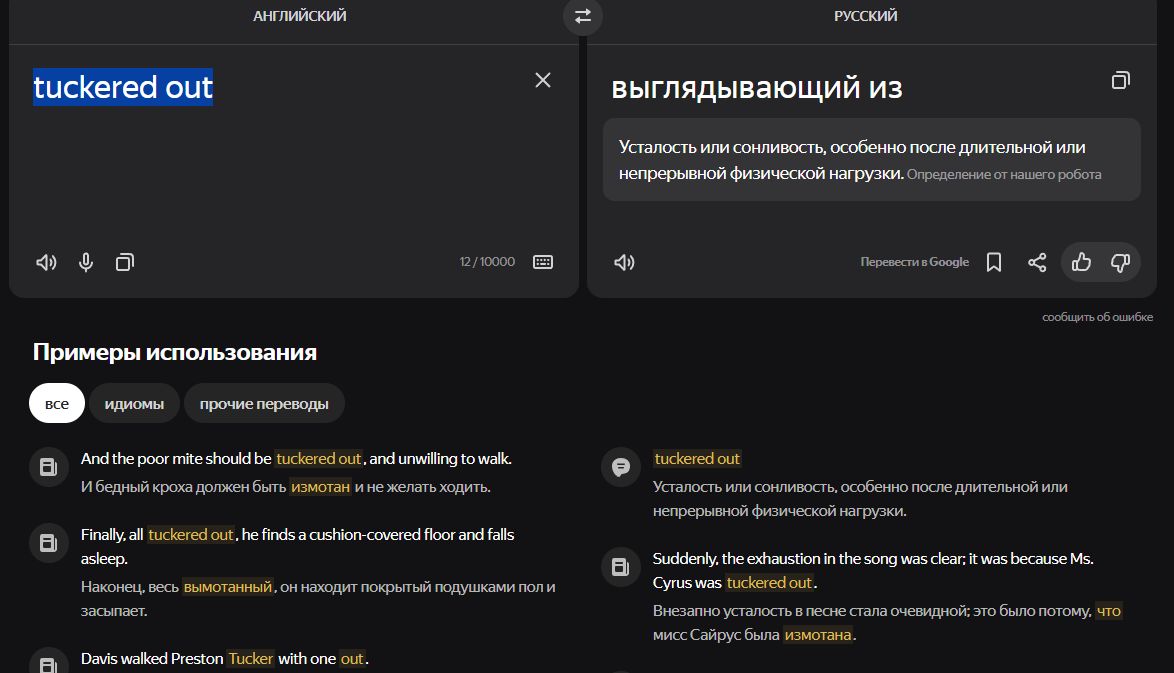 АНГЛИЙСКИЙ
РУССКИЙ
tuckered out
выглядывающий из
Усталость или сонливость, особенно после длительной или
непрерывной физической нагрузки. Определение от нашего робота
12 / 10000
Перевести в Google
сообщить об ошибке
Примеры использования
все
идиомы
прочие переводы
And the poor mite should be tuckered out, and unwilling to walk.
И бедный кроха должен быть измотан и не желать ходить.
Finally, all tuckered out, he finds a cushion-covered floor and falls
asleep.
Наконец, весь вымотанный, он находит покрытый подушками пол и
засыпает.
Davis walked Preston Tucker with one out.
tuckered out
Усталость или сонливость, особенно после длительной или
непрерывной физической нагрузки.
Suddenly, the exhaustion in the song was clear; it was because Ms.
Cyrus was tuckered out.
Внезапно усталость в песне стала очевидной; это было потому, что
мисс Сайрус была измотана.